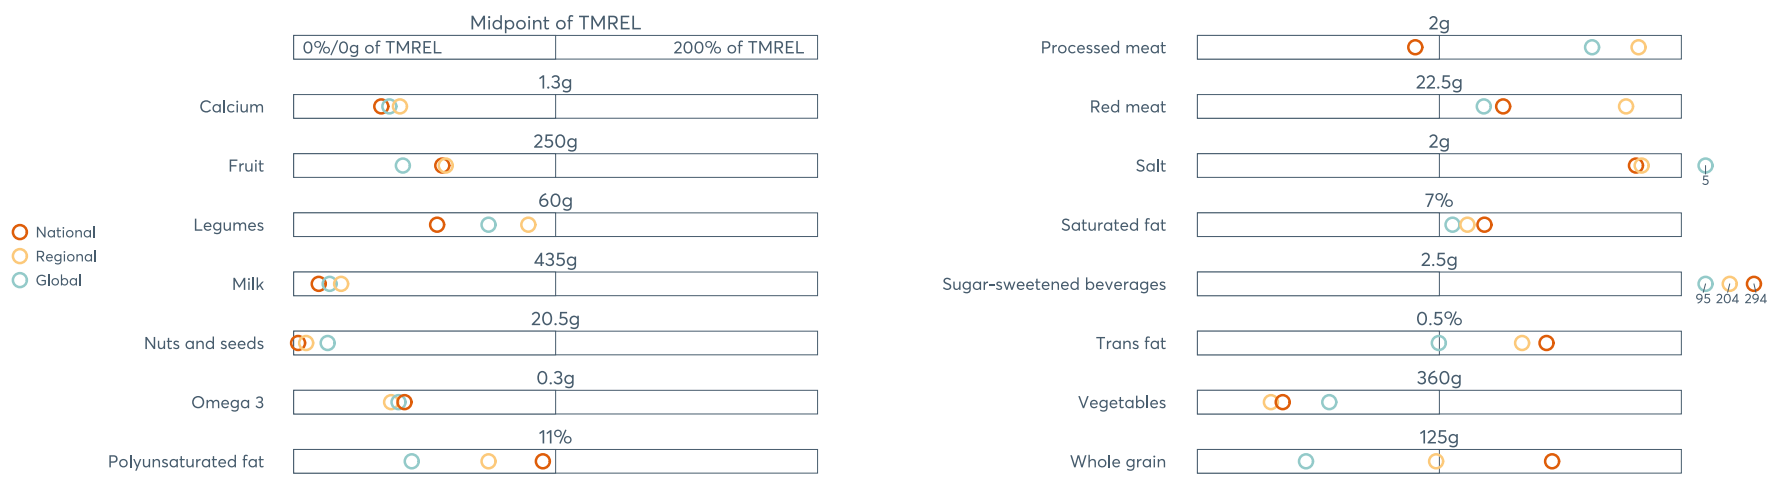 Midpoint of TMREL
0%/0g of TMREL 200% of TMREL
1.3g
Calcium
250g
Fruit
60g
Legumes
435g
Milk
20.5g
Nuts and seeds
0.3g
Omega 3
11%
Polyunsaturated fat
National
Regional
Global
2g
Processed meat
22.5g
Red meat
2g
Salt
5
7%
Saturated fat
2.5g
Sugar-sweetened beverages
95 204 294
0.5%
Trans fat
360g
Vegetables
125g
Whole grain